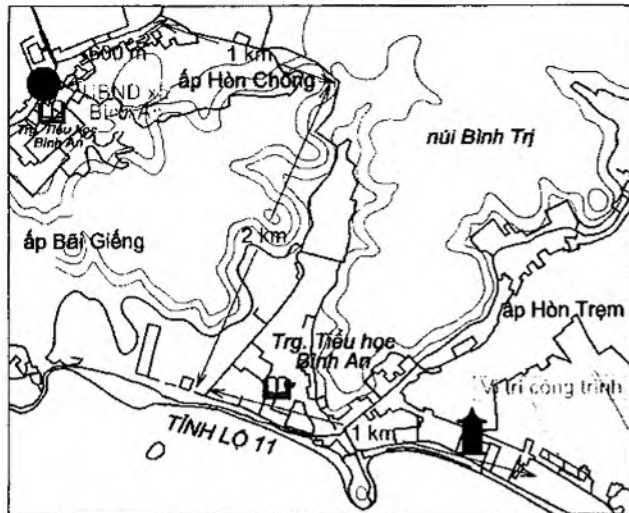 500 m
1 km
ấp Hòn Chông
UBND xã
Bình An
Trg. Tiểu học
Bình An
núi Bình Trị
ấp Bãi Giếng
2 km
ấp Hòn Trẹm
Trg. Tiểu học
Bình An
Vị trí công trình
1 km
TỈNH LỘ 11